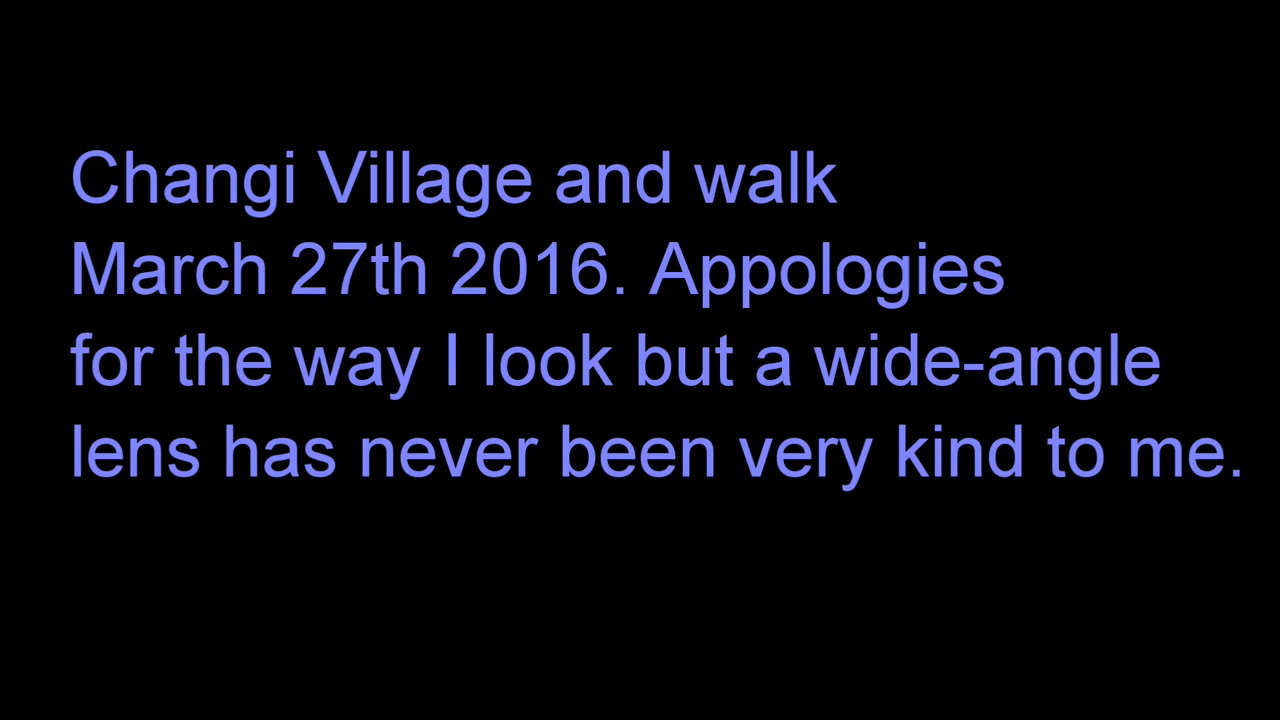 Changi Village and walk
March 27th 2016. Appologies
for the way I look but a wide-angle
lens has never been very kind to me.